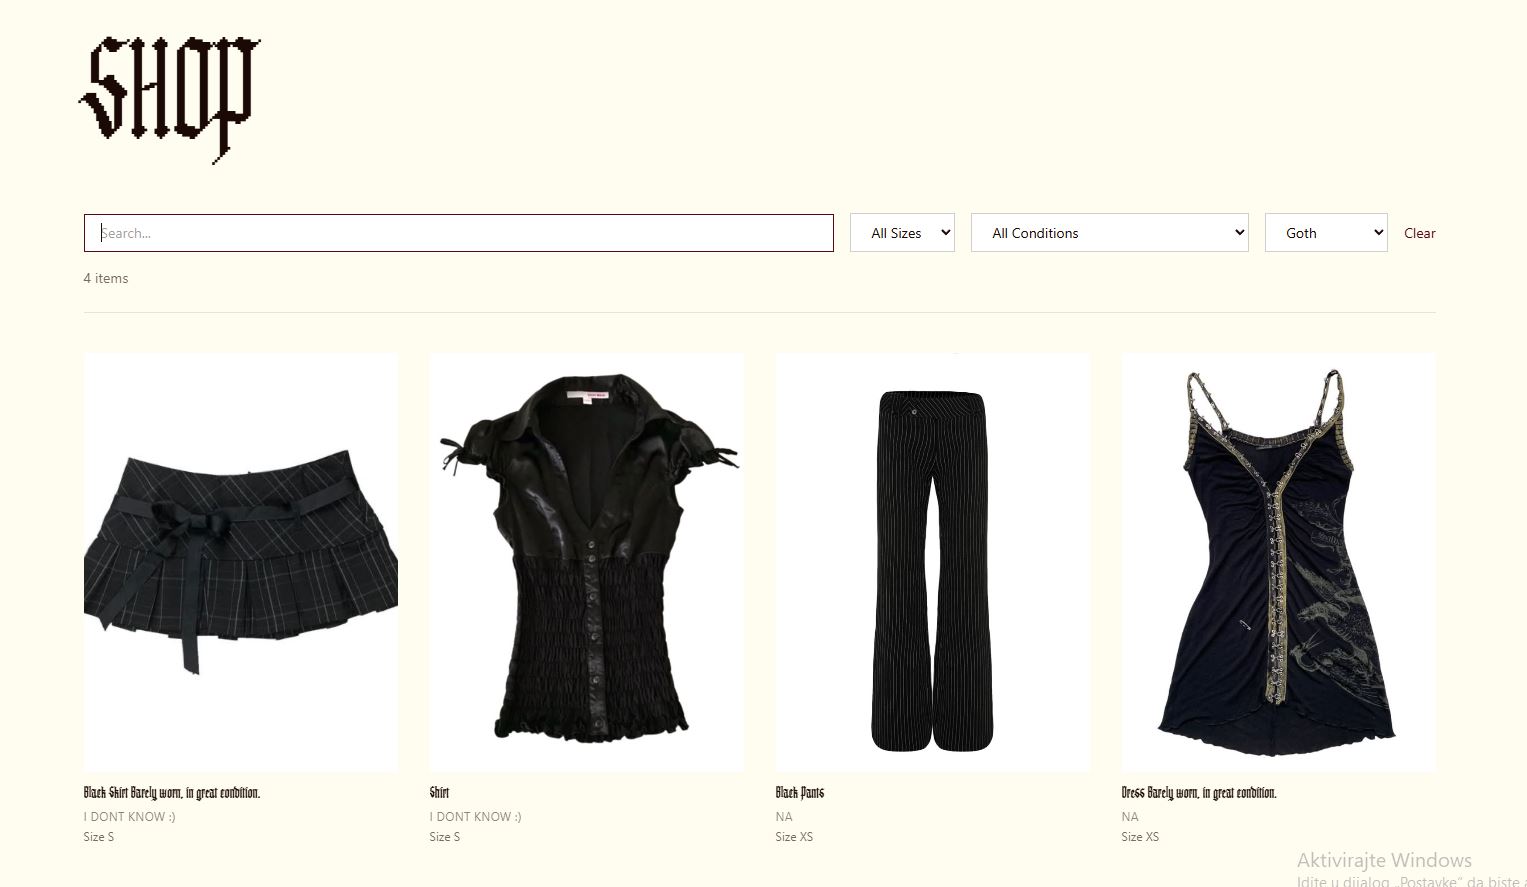 SHOP
Search...
All Sizes
All Conditions
Goth
Clear
4 items
Black Skirt Barely worn, in great condition.
I DONT KNOW :)
Size S
Shirt
I DONT KNOW :)
Size S
Black Pants
NA
Size XS
Dress Barely worn, in great condition.
NA
Size XS
Aktivirajte Windows
Idite u dijalog „Postavke“ da biste